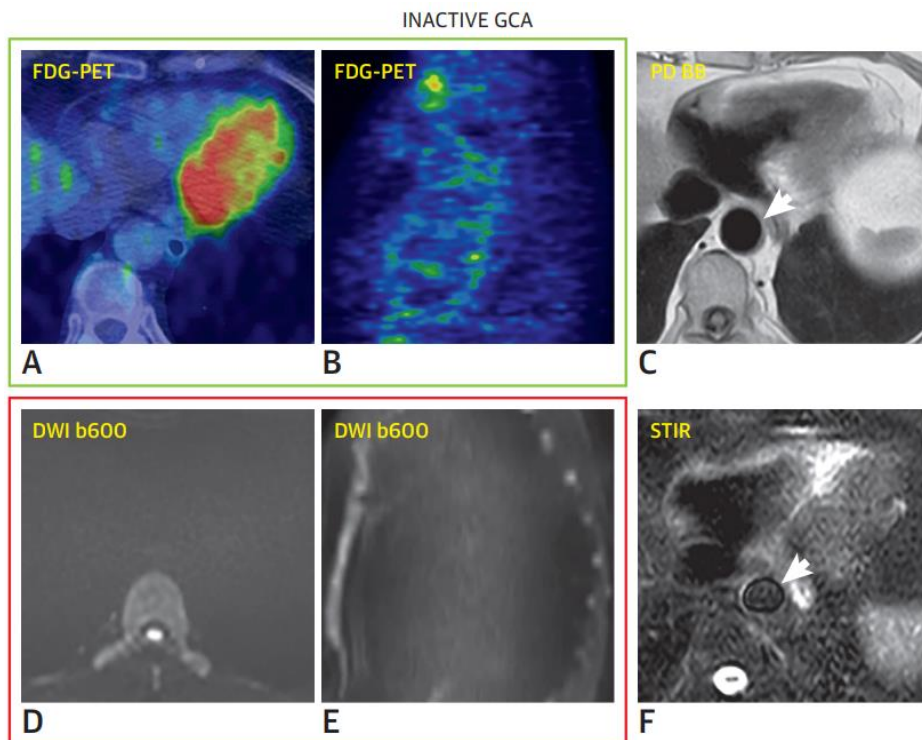 INACTIVE GCA
FDG-PET
FDG-PET
PD BB
A
B
C
DWI b600
DWI b600
STIR
D
E
F